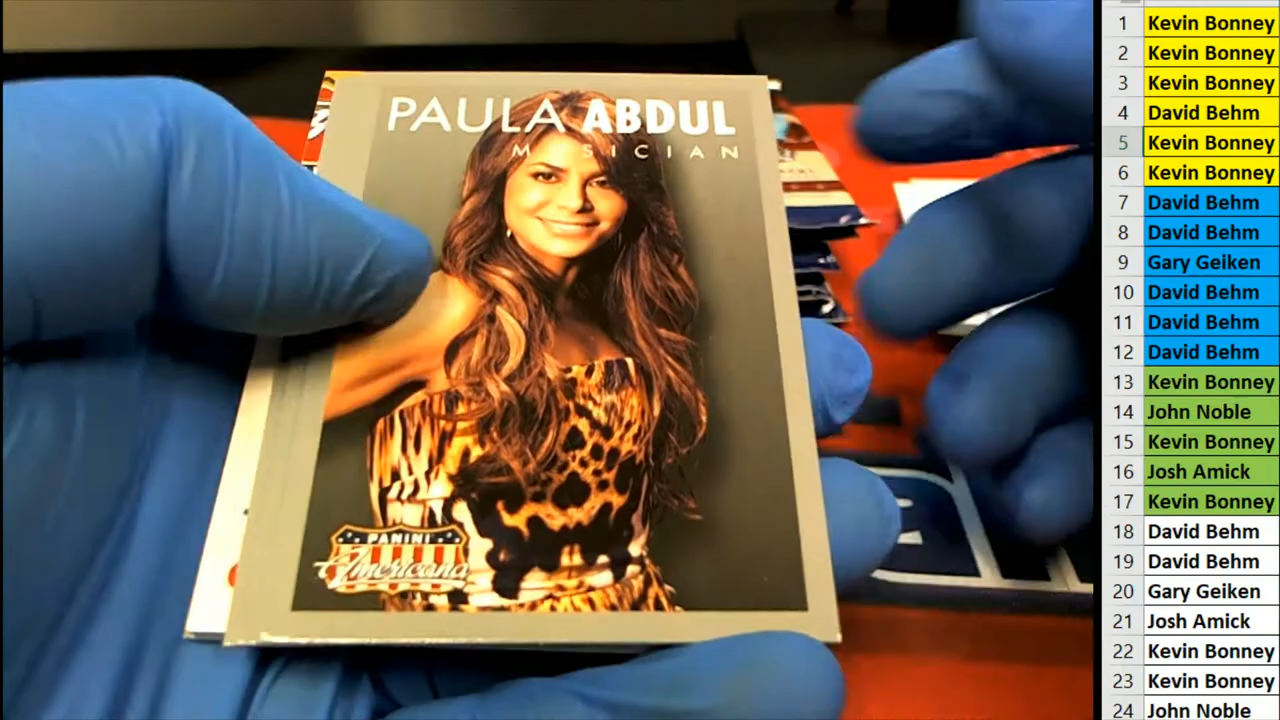 PAULA ABDUL
MUSICIAN
PANINI
Americana
1 Kevin Bonney
2 Kevin Bonney
3 Kevin Bonney
4 David Behm
5 Kevin Bonney
6 Kevin Bonney
7 David Behm
8 David Behm
9 Gary Geiken
10 David Behm
11 David Behm
12 David Behm
13 Kevin Bonney
14 John Noble
15 Kevin Bonney
16 Josh Amick
17 Kevin Bonney
18 David Behm
19 David Behm
20 Gary Geiken
21 Josh Amick
22 Kevin Bonney
23 Kevin Bonney
24 John Noble